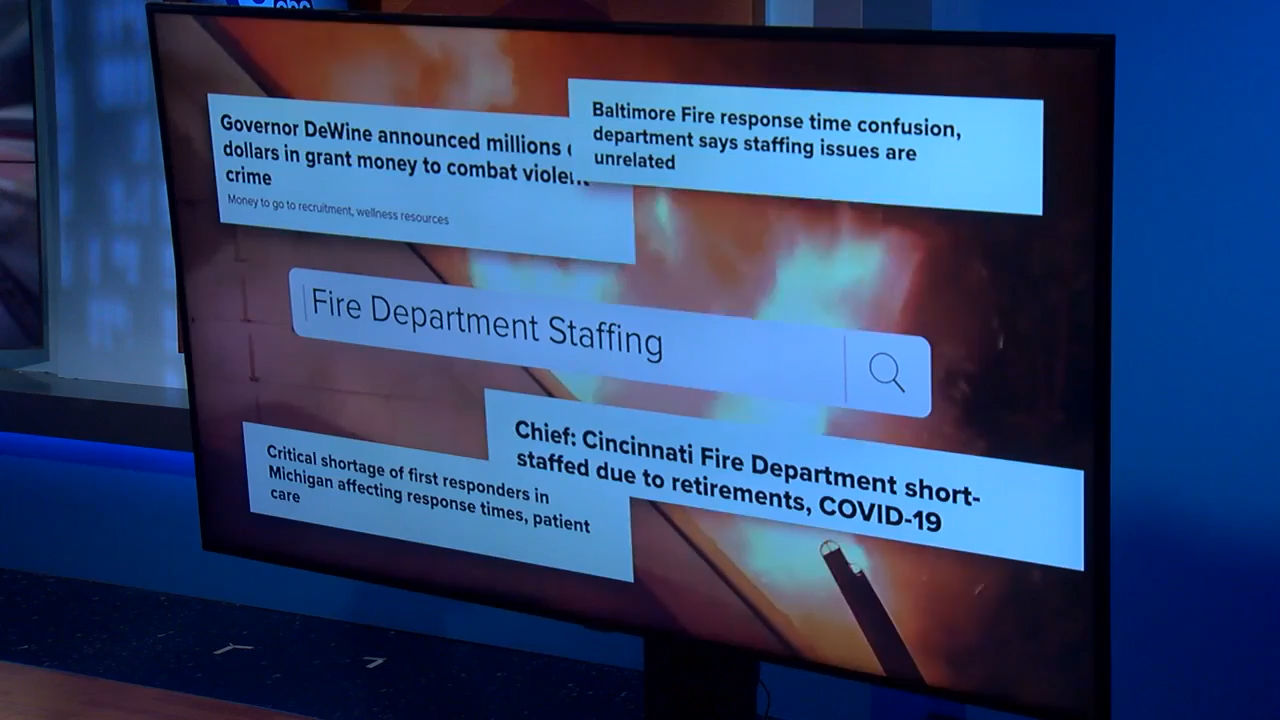 abc
Governor DeWine announced millions
dollars in grant money to combat violent
crime
Money to go to recruitment, wellness resources
Baltimore Fire response time confusion,
department says staffing issues are
unrelated
Fire Department Staffing
Chief: Cincinnati Fire Department short-
staffed due to retirements, COVID-19
Critical shortage of first responders in
Michigan affecting response times, patient
care